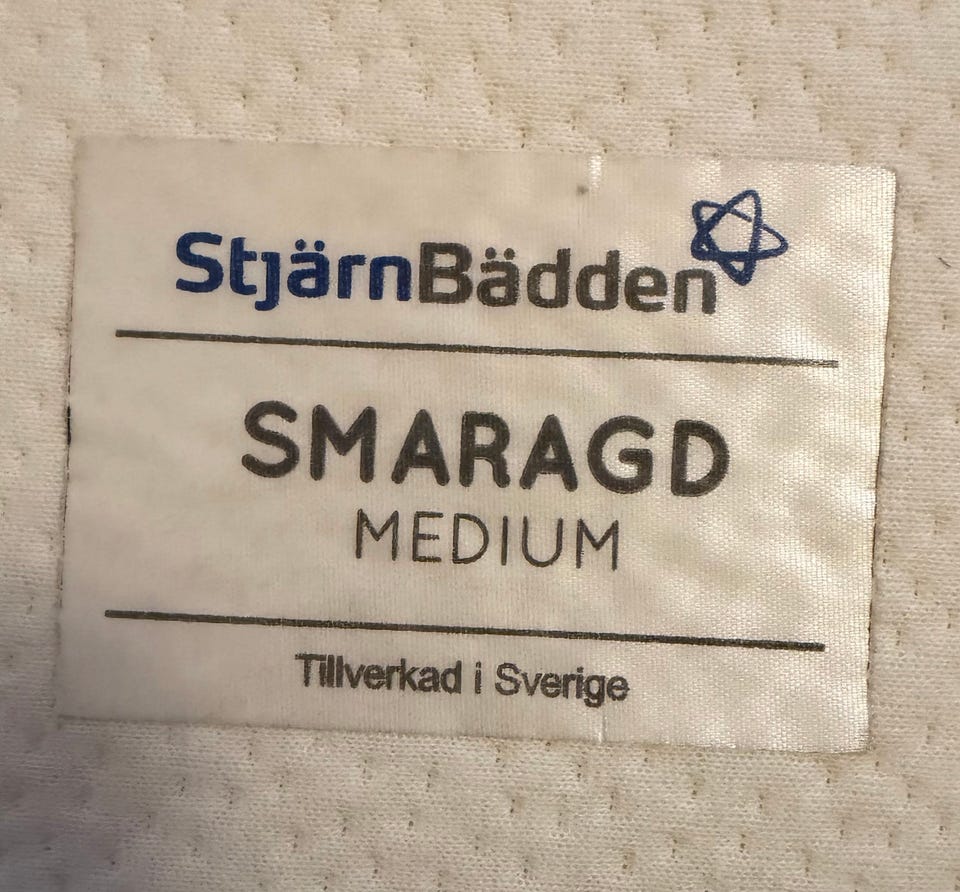 StjärnBädden
SMARAGD
MEDIUM
Tillverkad i Sverige